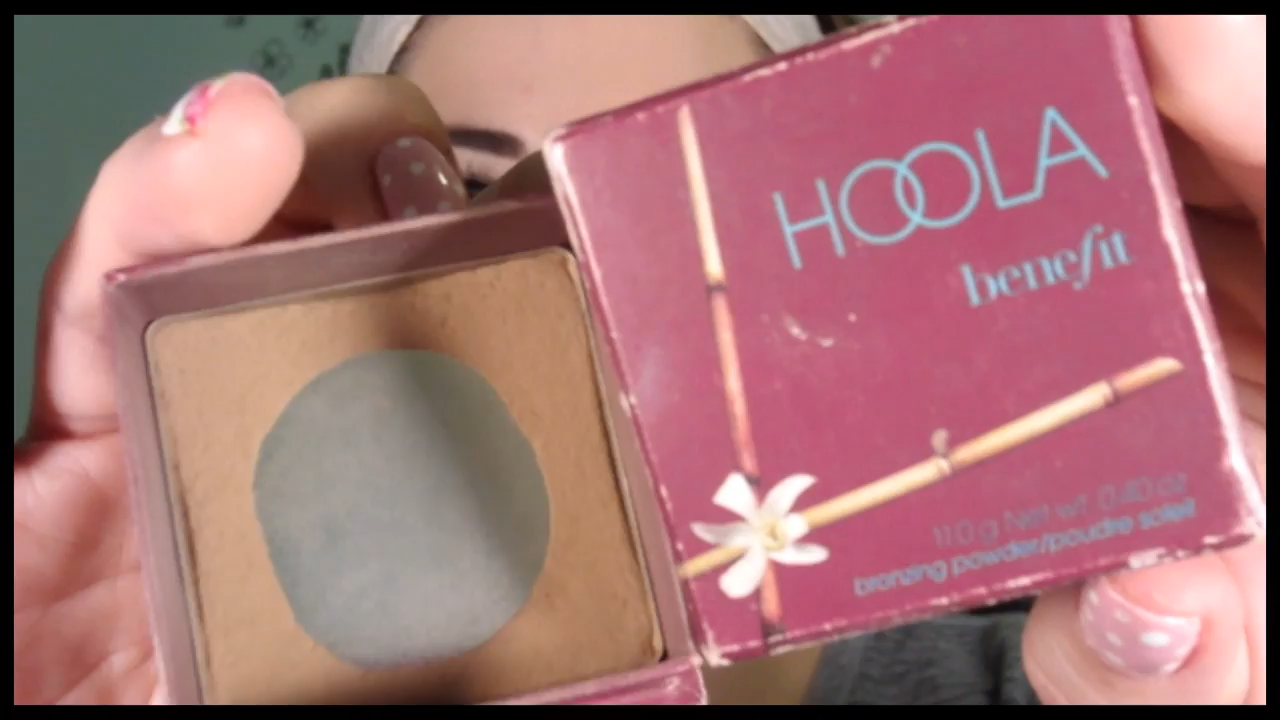 HOOLA
benefit
11.0 g Net wt. 0.40 oz
bronzing powder/poudre soleil